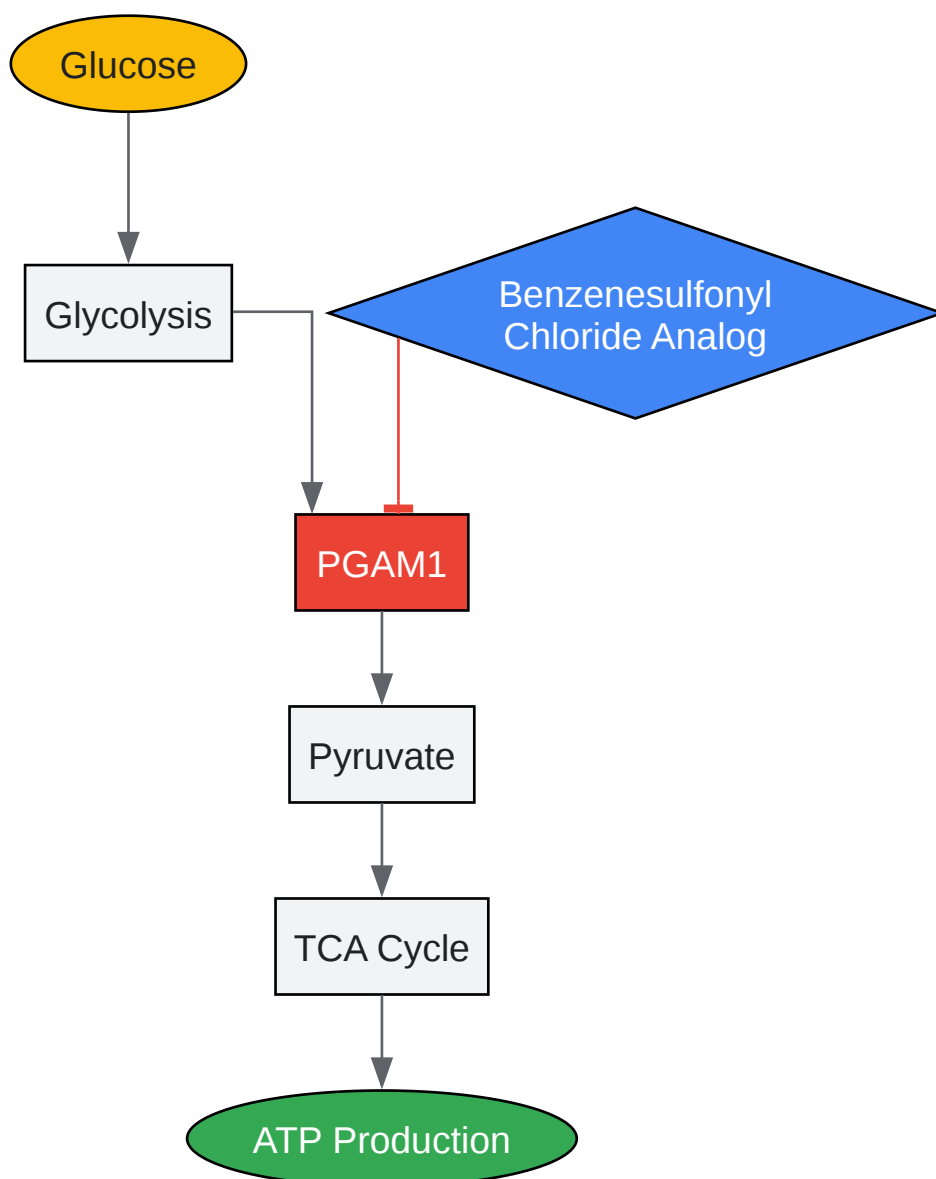 Glucose
Glycolysis
Benzenesulfonyl
Chloride Analog
PGAM1
Pyruvate
TCA Cycle
ATP Production